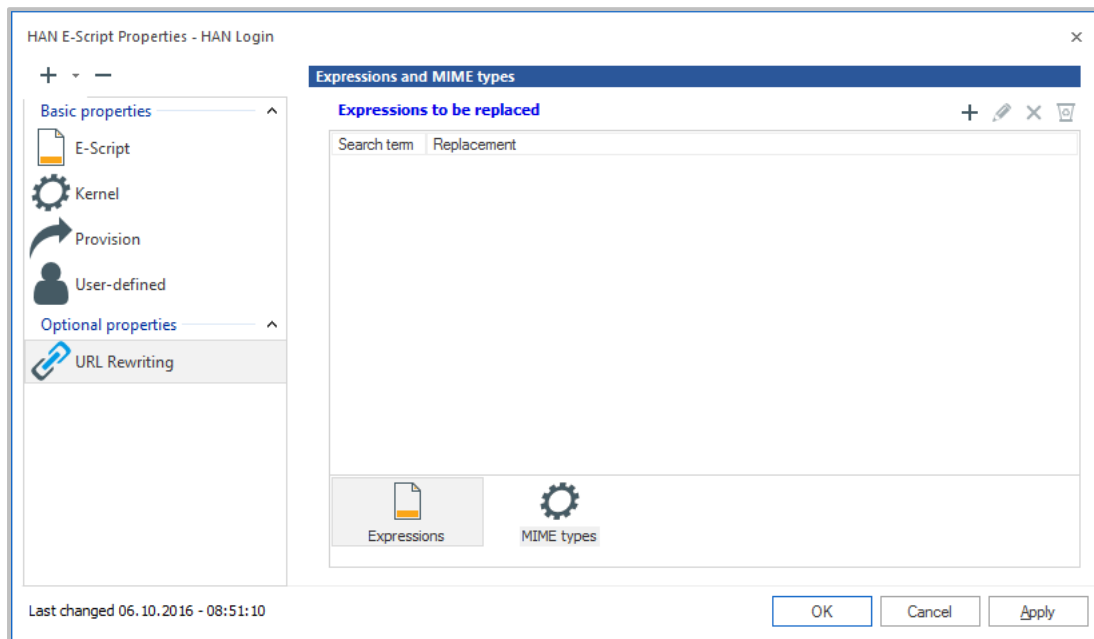 HAN E-Script Properties - HAN Login
Expressions and MIME types
Basic properties
E-Script
Kernel
Provision
User-defined
Optional properties
URL Rewriting
Expressions to be replaced
Search term Replacement
Expressions MIME types
Last changed 06.10.2016 - 08:51:10
OK Cancel Apply